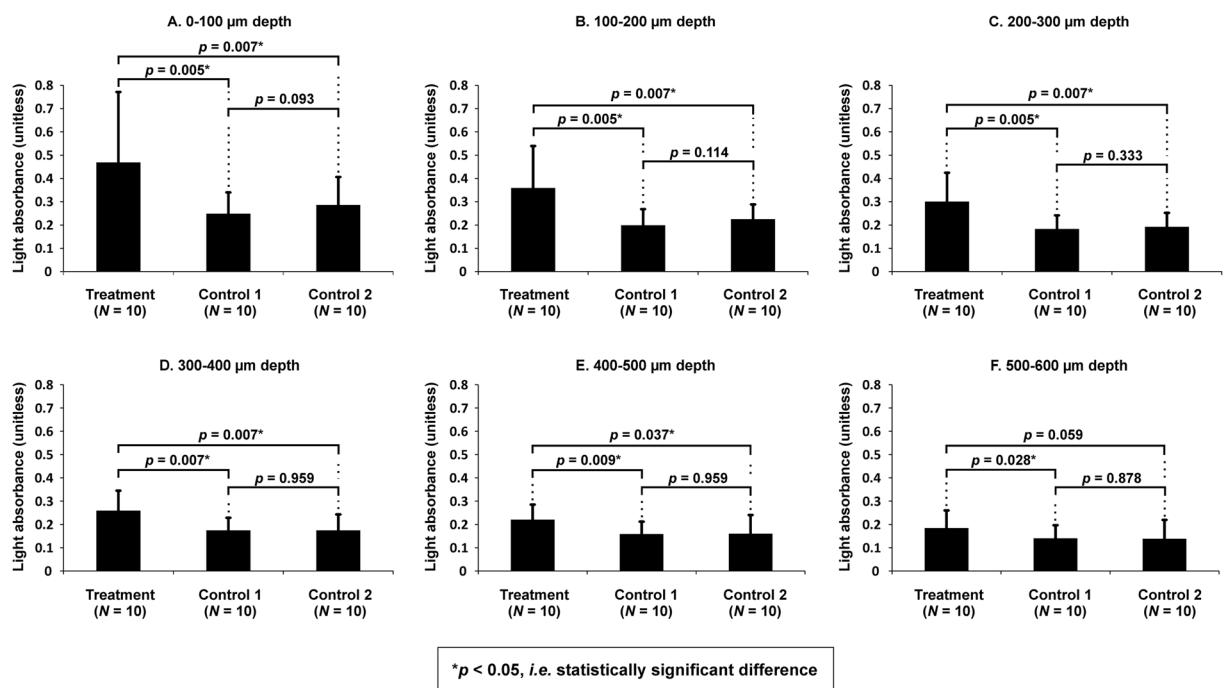 A. 0-100 µm depth
p = 0.007*
p = 0.005*
p = 0.093
Light absorbance (unitless)
0.8
0.7
0.6
0.5
0.4
0.3
0.2
0.1
0
Treatment
(N = 10)
Control 1
(N = 10)
Control 2
(N = 10)
B. 100-200 µm depth
p = 0.007*
p = 0.005*
p = 0.114
Light absorbance (unitless)
0.8
0.7
0.6
0.5
0.4
0.3
0.2
0.1
0
Treatment
(N = 10)
Control 1
(N = 10)
Control 2
(N = 10)
C. 200-300 µm depth
p = 0.007*
p = 0.005*
p = 0.333
Light absorbance (unitless)
0.8
0.7
0.6
0.5
0.4
0.3
0.2
0.1
0
Treatment
(N = 10)
Control 1
(N = 10)
Control 2
(N = 10)
D. 300-400 µm depth
p = 0.007*
p = 0.007*
p = 0.959
Light absorbance (unitless)
0.8
0.7
0.6
0.5
0.4
0.3
0.2
0.1
0
Treatment
(N = 10)
Control 1
(N = 10)
Control 2
(N = 10)
E. 400-500 µm depth
p = 0.037*
p = 0.009*
p = 0.959
Light absorbance (unitless)
0.8
0.7
0.6
0.5
0.4
0.3
0.2
0.1
0
Treatment
(N = 10)
Control 1
(N = 10)
Control 2
(N = 10)
F. 500-600 µm depth
p = 0.059
p = 0.028*
p = 0.878
Light absorbance (unitless)
0.8
0.7
0.6
0.5
0.4
0.3
0.2
0.1
0
Treatment
(N = 10)
Control 1
(N = 10)
Control 2
(N = 10)
*p < 0.05, i.e. statistically significant difference